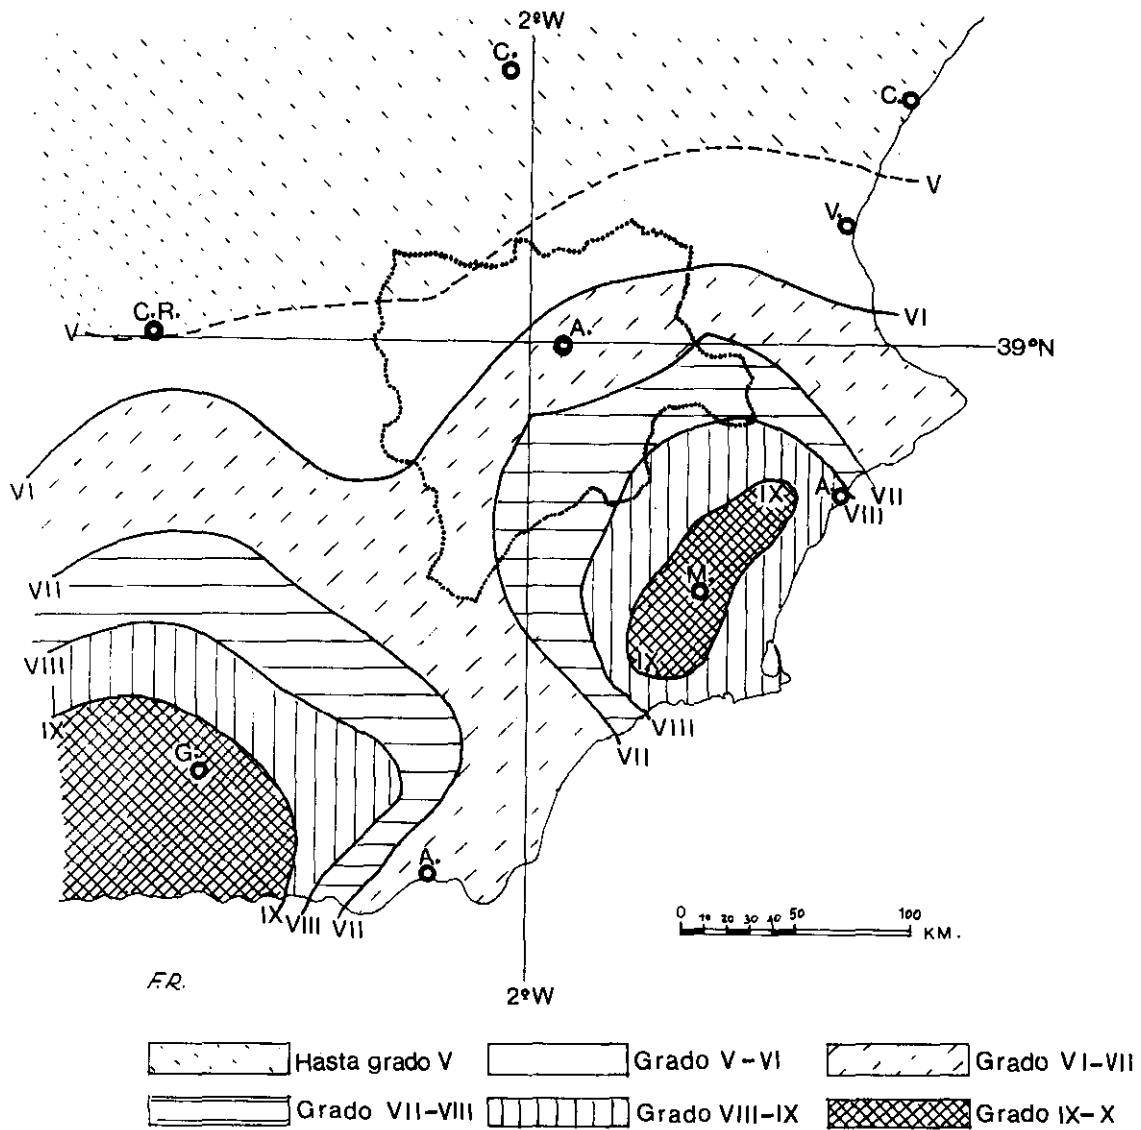 2ºW
C.
C.
V
V.
C.R.
V
A.
VI
39ºN
VI
IX
A.
VII
VIII
VII
M.
VIII
IX
IX
G.
VIII
VII
A.
IX VIII VII
0 10 20 30 40 50 100
KM.
F.R.
2ºW
Hasta grado V
Grado V-VI
Grado VI-VII
Grado VII-VIII
Grado VIII-IX
Grado IX-X